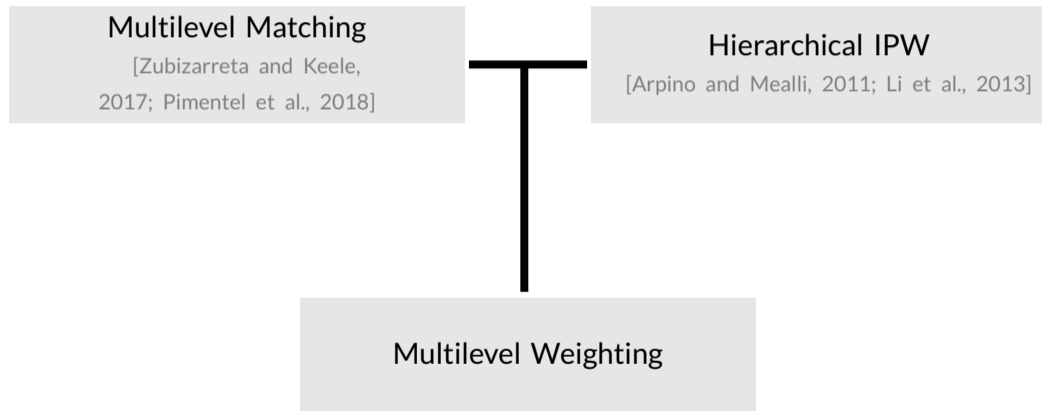 Multilevel Matching
[Zubizarreta and Keele,
2017; Pimentel et al., 2018]
Hierarchical IPW
[Arpino and Mealli, 2011; Li et al., 2013]
Multilevel Weighting